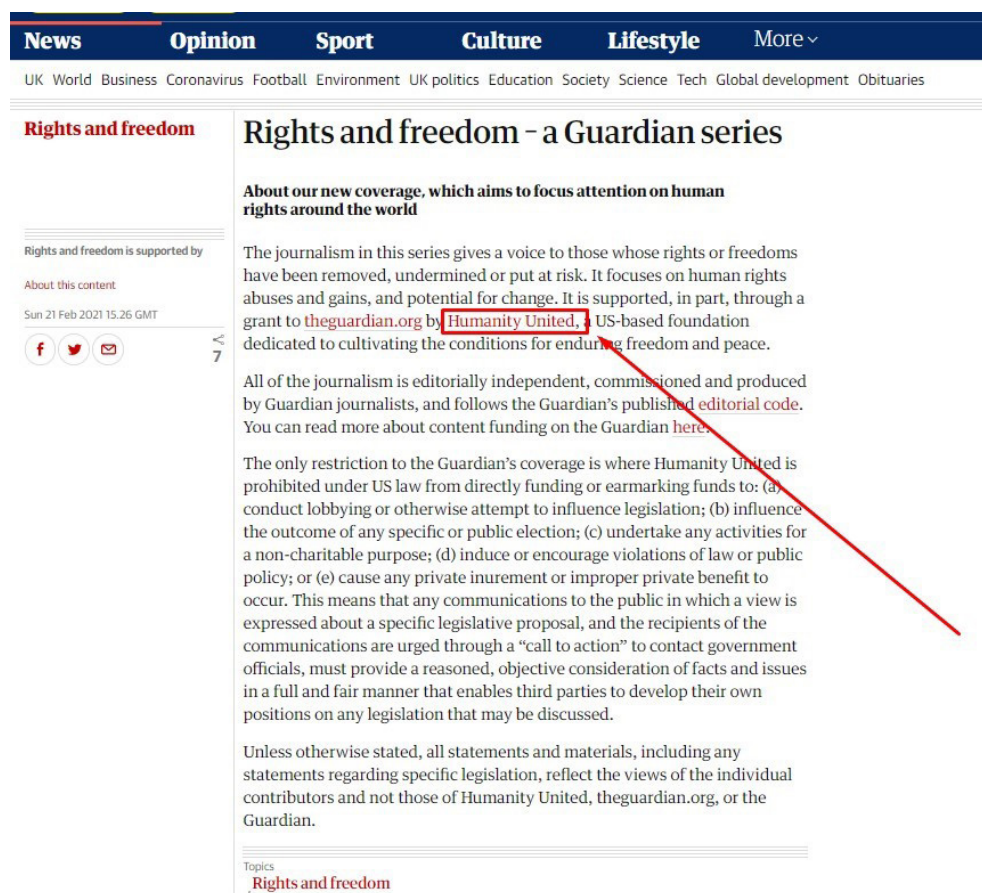 News Opinion Sport Culture Lifestyle More
UK World Business Coronavirus Football Environment UK politics Education Society Science Tech Global development Obituaries
Rights and freedom
Rights and freedom – a Guardian series
About our new coverage, which aims to focus attention on human
rights around the world
Rights and freedom is supported by
About this content
Sun 21 Feb 2021 15.26 GMT
7
The journalism in this series gives a voice to those whose rights or freedoms
have been removed, undermined or put at risk. It focuses on human rights
abuses and gains, and potential for change. It is supported, in part, through a
grant to theguardian.org by Humanity United, a US-based foundation
dedicated to cultivating the conditions for enduring freedom and peace.
All of the journalism is editorially independent, commissioned and produced
by Guardian journalists, and follows the Guardian's published editorial code.
You can read more about content funding on the Guardian here.
The only restriction to the Guardian's coverage is where Humanity United is
prohibited under US law from directly funding or earmarking funds to: (a)
conduct lobbying or otherwise attempt to influence legislation; (b) influence
the outcome of any specific or public election; (c) undertake any activities for
a non-charitable purpose; (d) induce or encourage violations of law or public
policy; or (e) cause any private inurement or improper private benefit to
occur. This means that any communications to the public in which a view is
expressed about a specific legislative proposal, and the recipients of the
communications are urged through a “call to action” to contact government
officials, must provide a reasoned, objective consideration of facts and issues
in a full and fair manner that enables third parties to develop their own
positions on any legislation that may be discussed.
Unless otherwise stated, all statements and materials, including any
statements regarding specific legislation, reflect the views of the individual
contributors and not those of Humanity United, theguardian.org, or the
Guardian.
Topics
Rights and freedom